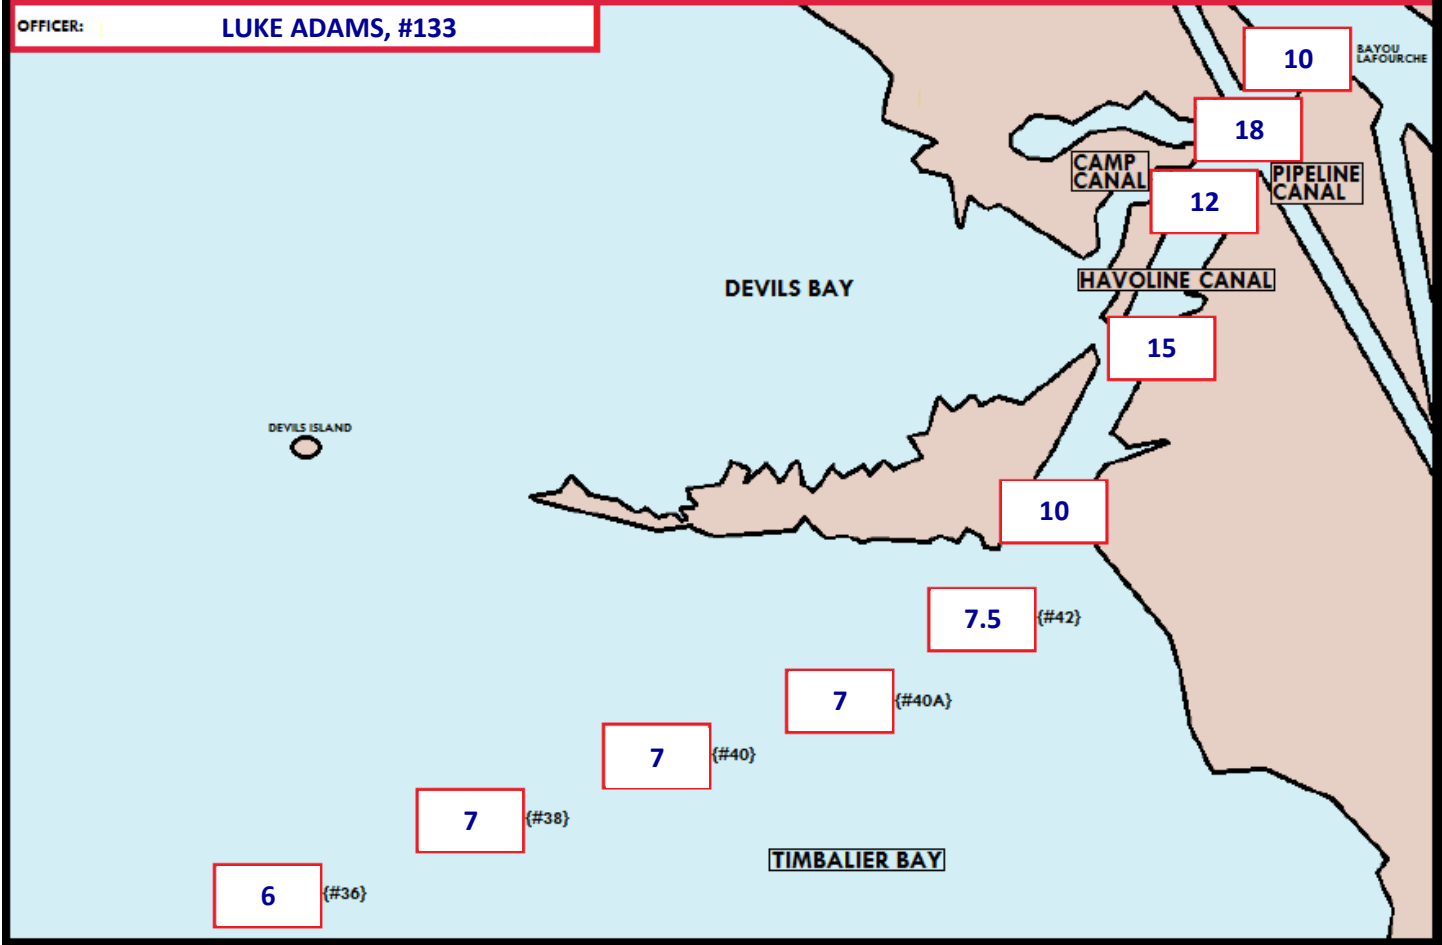 OFFICER: LUKE ADAMS, #133
10
BAYOU
LAFOURCHE
18
CAMP
CANAL
PIPELINE
CANAL
12
HAVOLINE CANAL
DEVILS BAY
15
DEVILS ISLAND
10
7.5 {#42}
7 {#40A}
7 {#40}
7 {#38}
TIMBALIER BAY
6 {#36}